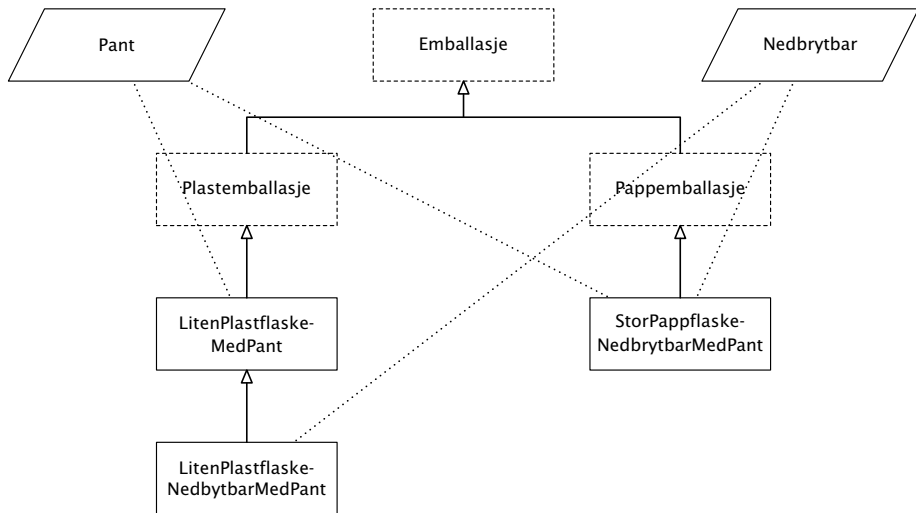 Pant
Emballasje
Nedbrytbar
Plastemballasje
Pappemballasje
LitenPlastflaske-
MedPant
StorPappflaske-
NedbrytbarMedPant
LitenPlastflaske-
NedbytbarMedPant